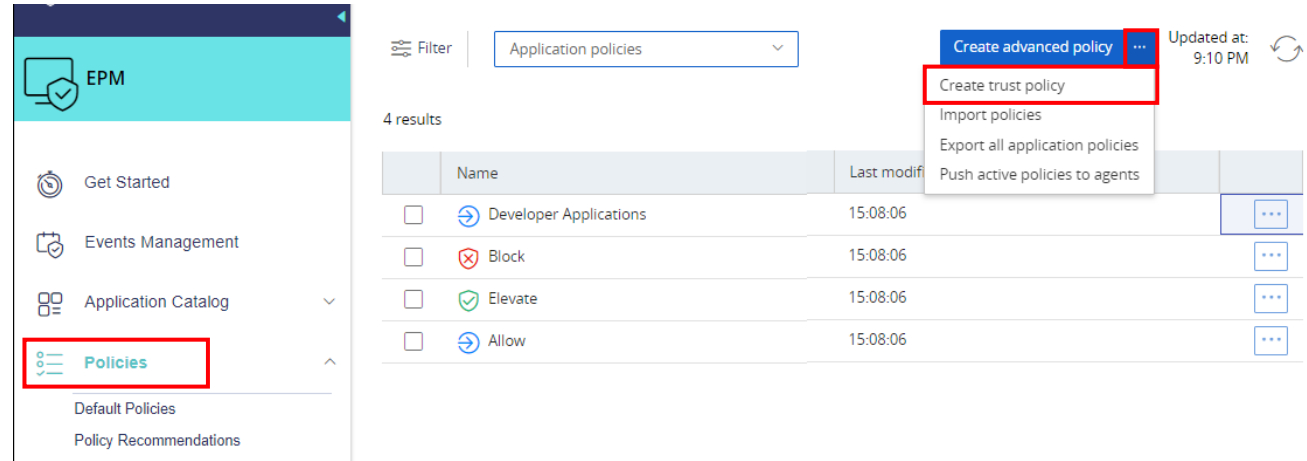 EPM
Get Started
Events Management
Application Catalog
Policies
Default Policies
Policy Recommendations
Filter
Application policies
Create advanced policy ...
Updated at:
9:10 PM
Create trust policy
Import policies
Export all application policies
Push active policies to agents
4 results
Name Last modifi
Developer Applications 15:08:06
Block 15:08:06
Elevate 15:08:06
Allow 15:08:06